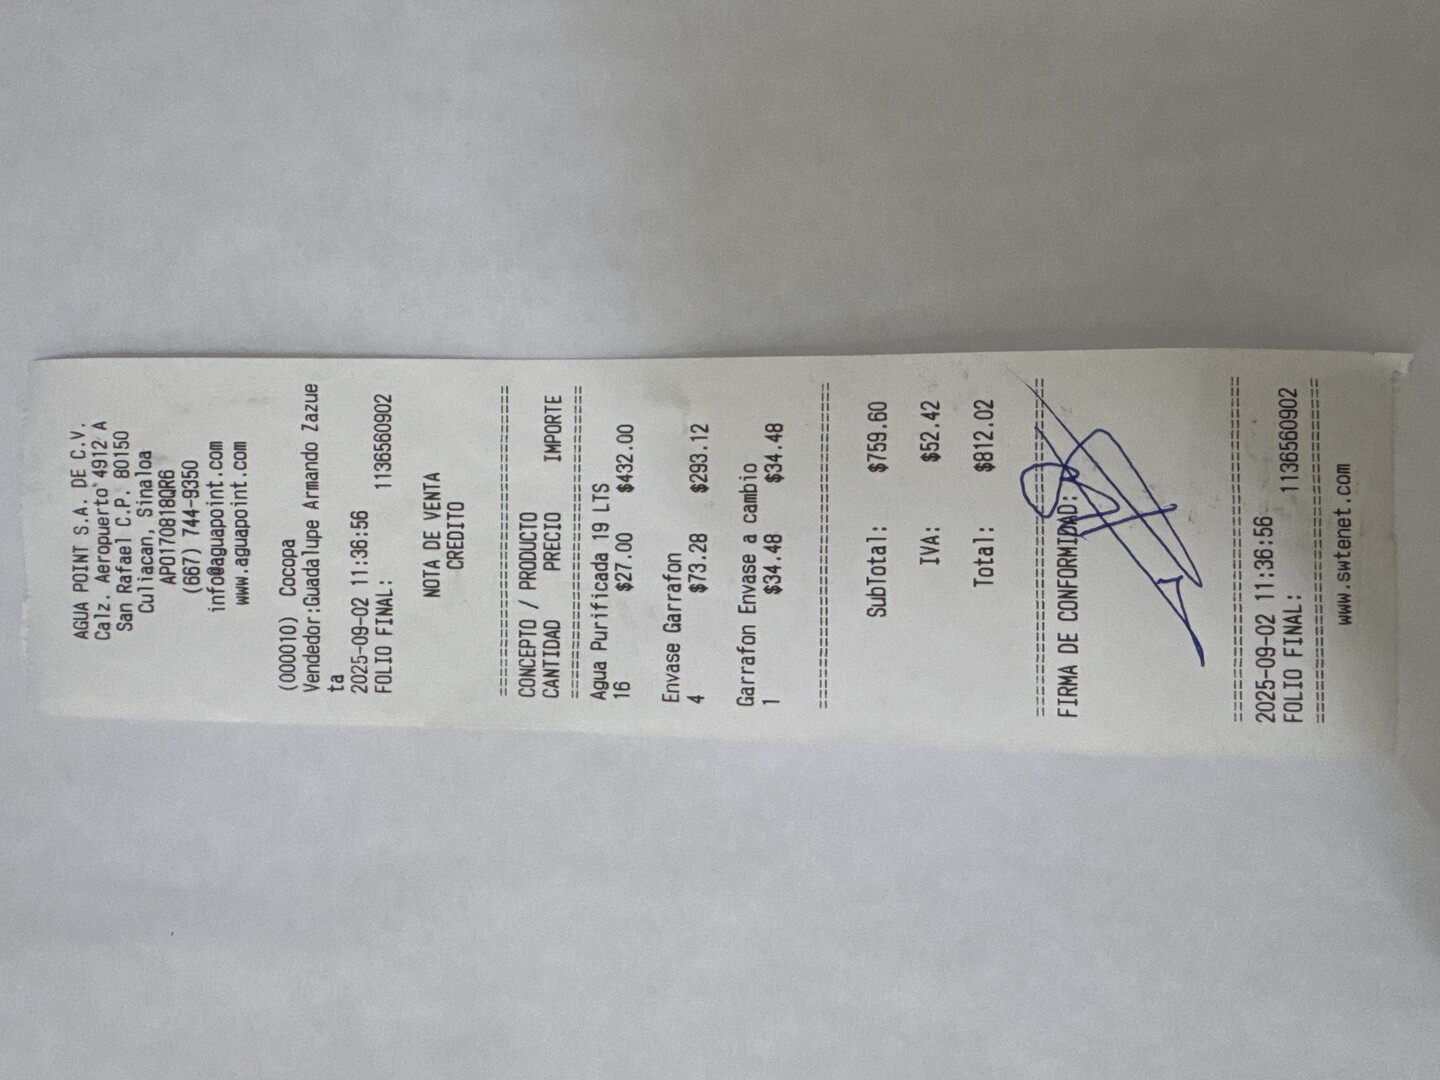 AGUA POINT S.A. DE C.V.
Calz. Aeropuerto 4912 A
San Rafael C.P. 80150
Culiacan, Sinaloa
APO170818QR6
(667) 744-9350
info@aguapoint.com
www.aguapoint.com
(000010) Cocopa
Vendedor:Guadalupe Armando Zazue
ta
2025-09-02 11:36:56
FOLIO FINAL: 1136560902
NOTA DE VENTA
CREDITO
================================
CONCEPTO / PRODUCTO
CANTIDAD PRECIO IMPORTE
================================
Agua Purificada 19 LTS
16 $27.00 $432.00
Envase Garrafon
4 $73.28 $293.12
Garrafon Envase a cambio
1 $34.48 $34.48
================================
SubTotal: $759.60
IVA: $52.42
Total: $812.02
================================
FIRMA DE CONFORMIDAD:
================================
2025-09-02 11:36:56
FOLIO FINAL: 1136560902
================================
www.swtenet.com